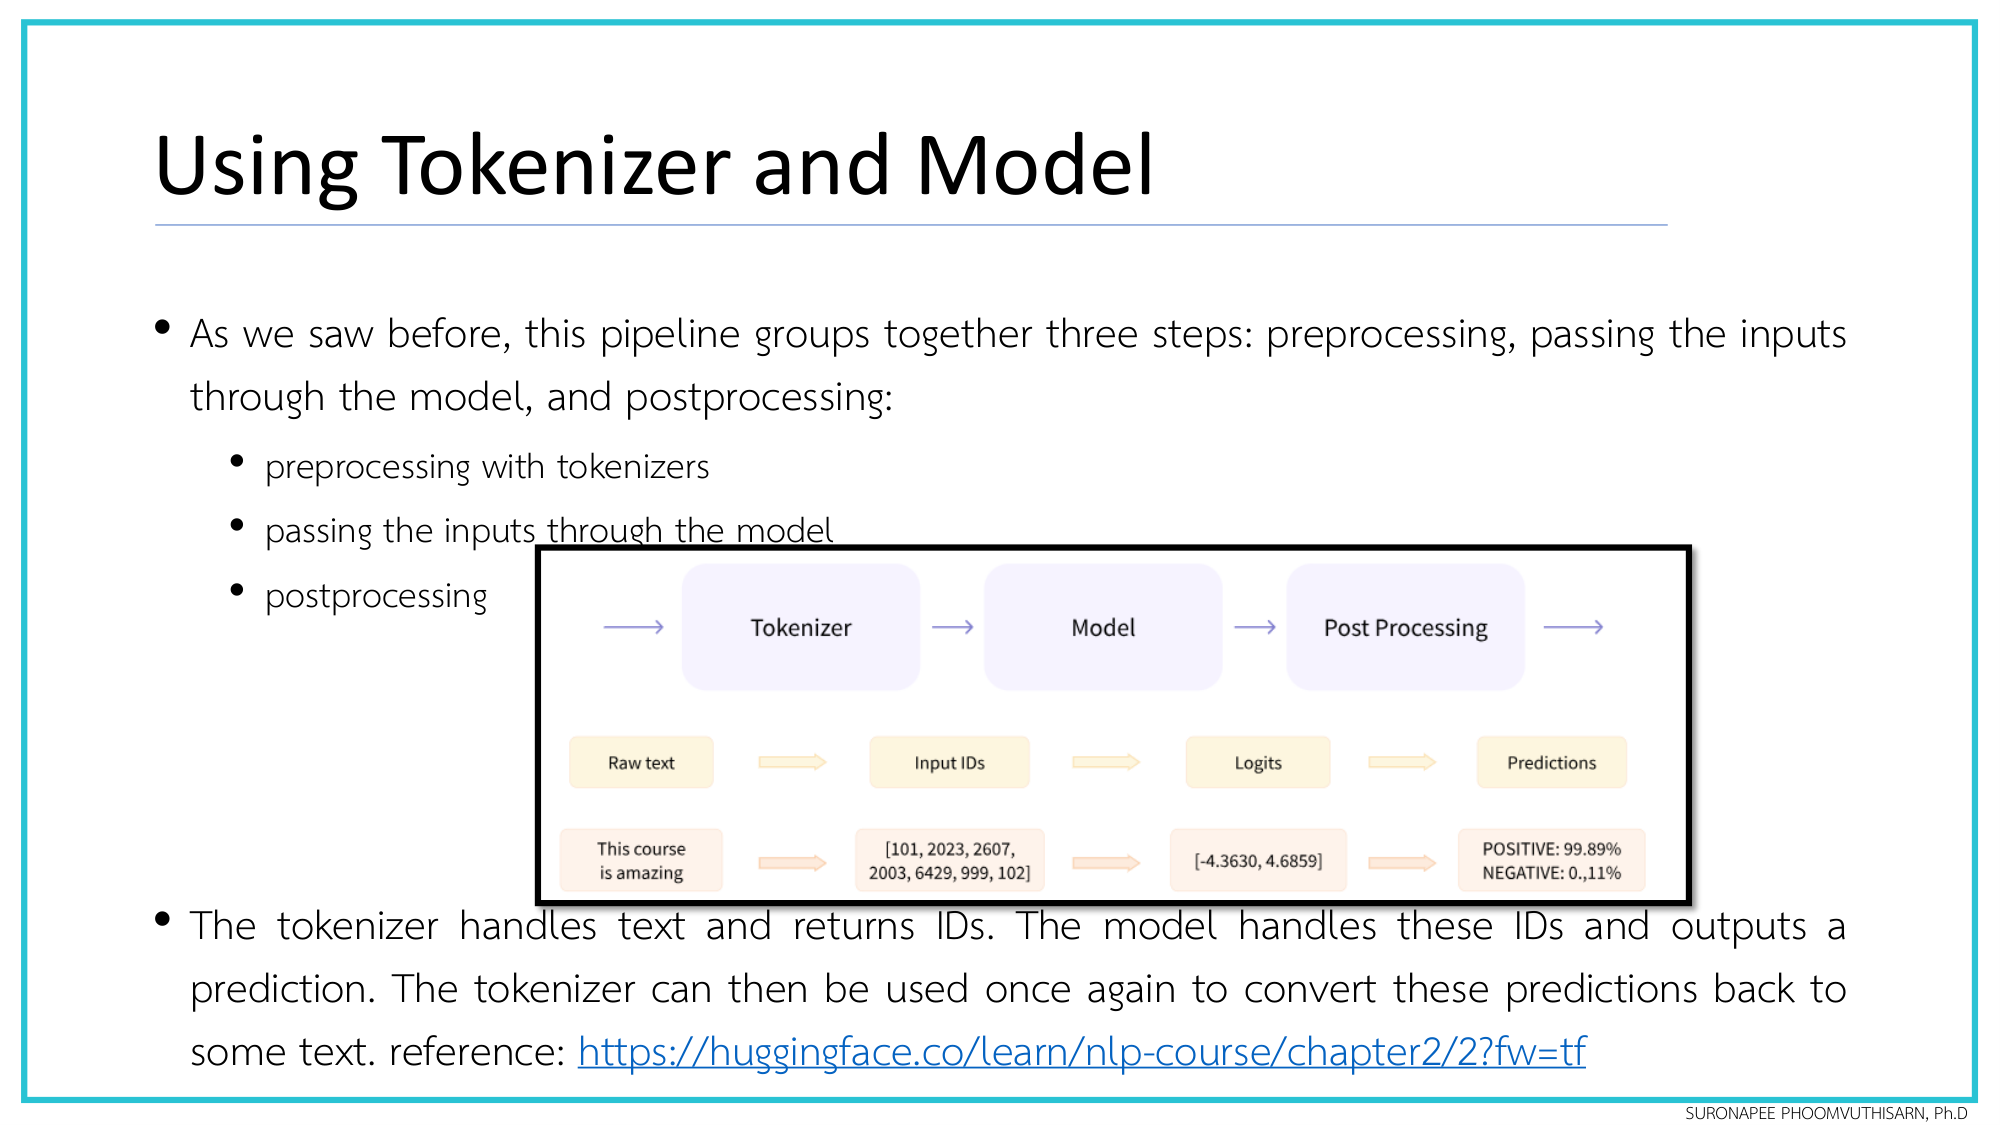 Using Tokenizer and Model
• As we saw before, this pipeline groups together three steps: preprocessing, passing the inputs
through the model, and postprocessing:
• preprocessing with tokenizers
• passing the inputs through the model
• postprocessing
Tokenizer
Model
Post Processing
Raw text
Input IDs
Logits
Predictions
This course
is amazing
[101, 2023, 2607,
2003, 6429, 999, 102]
[-4.3630, 4.6859]
POSITIVE: 99.89%
NEGATIVE: 0.,11%
• The tokenizer handles text and returns IDs. The model handles these IDs and outputs a
prediction. The tokenizer can then be used once again to convert these predictions back to
some text. reference: https://huggingface.co/learn/nlp-course/chapter2/2?fw=tf
SURONAPEE PHOOMVUTHISARN, Ph.D